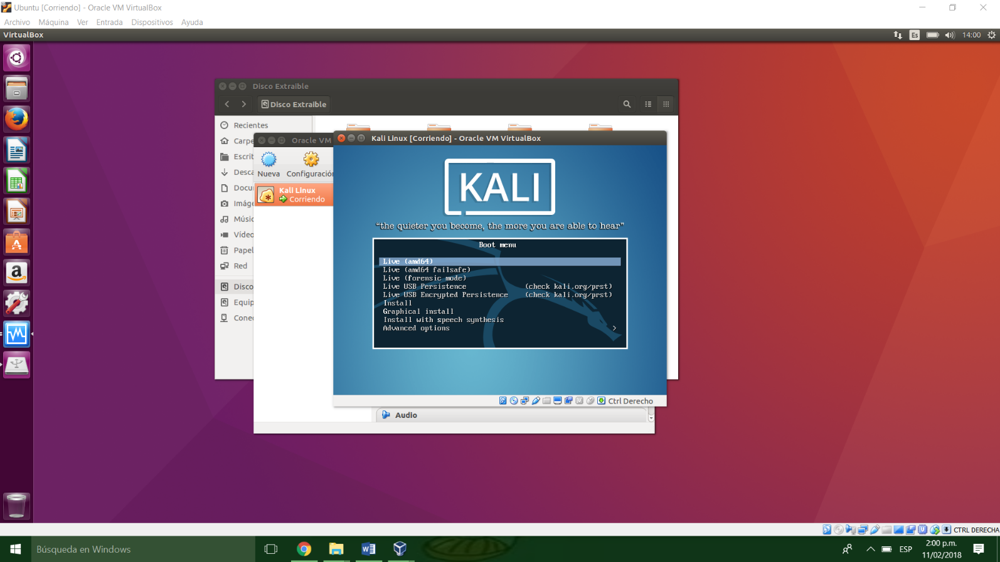 Ubuntu [Corriendo] - Oracle VM VirtualBox
Archivo Máquina Ver Entrada Dispositivos Ayuda
VirtualBox
Es 14:00
Disco Extraible
Disco Extraible
Recientes
Carpe
Escrit
Desca
Docu
Imáge
Músic
Vídeo
Papel
Red
Disco
Equip
Conec
Oracle VM
Nueva Configuración
Kali Linux
Corriendo
Audio
Kali Linux [Corriendo] - Oracle VM VirtualBox
KALI
“the quieter you become, the more you are able to hear”
Boot menu
Live (amd64)
Live (amd64 failsafe)
Live (forensic mode)
Live USB Persistence (check kali.org/prst)
Live USB Encrypted Persistence (check kali.org/prst)
Install
Graphical install
Install with speech synthesis
Advanced options >
Ctrl Derecho
CTRL DERECHA
Búsqueda en Windows
ESP
2:00 p.m.
11/02/2018